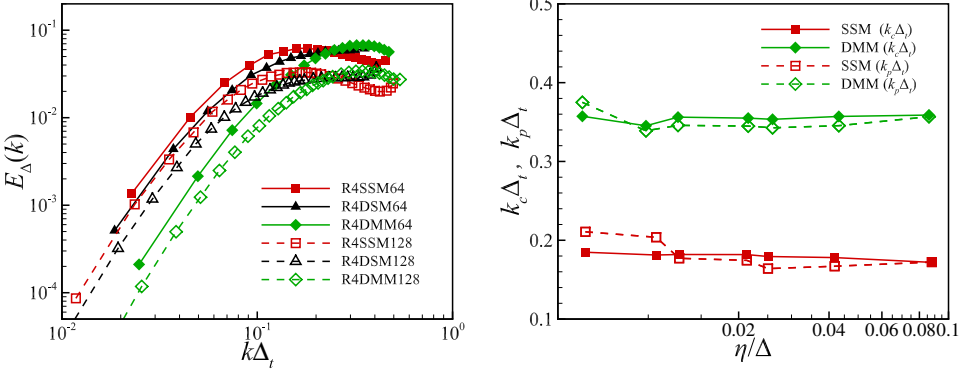 10^-1
10^-2
10^-3
10^-4
E_Δ(k)
R4SSM64
R4DSM64
R4DMM64
R4SSM128
R4DSM128
R4DMM128
10^-2
10^-1
10^0
kΔ_t
0.5
0.4
0.3
0.2
0.1
k_cΔ_t , k_pΔ_t
SSM (k_cΔ_t)
DMM (k_cΔ_t)
SSM (k_pΔ_t)
DMM (k_pΔ_t)
0.02
0.04
0.06
0.08
0.1
η/Δ